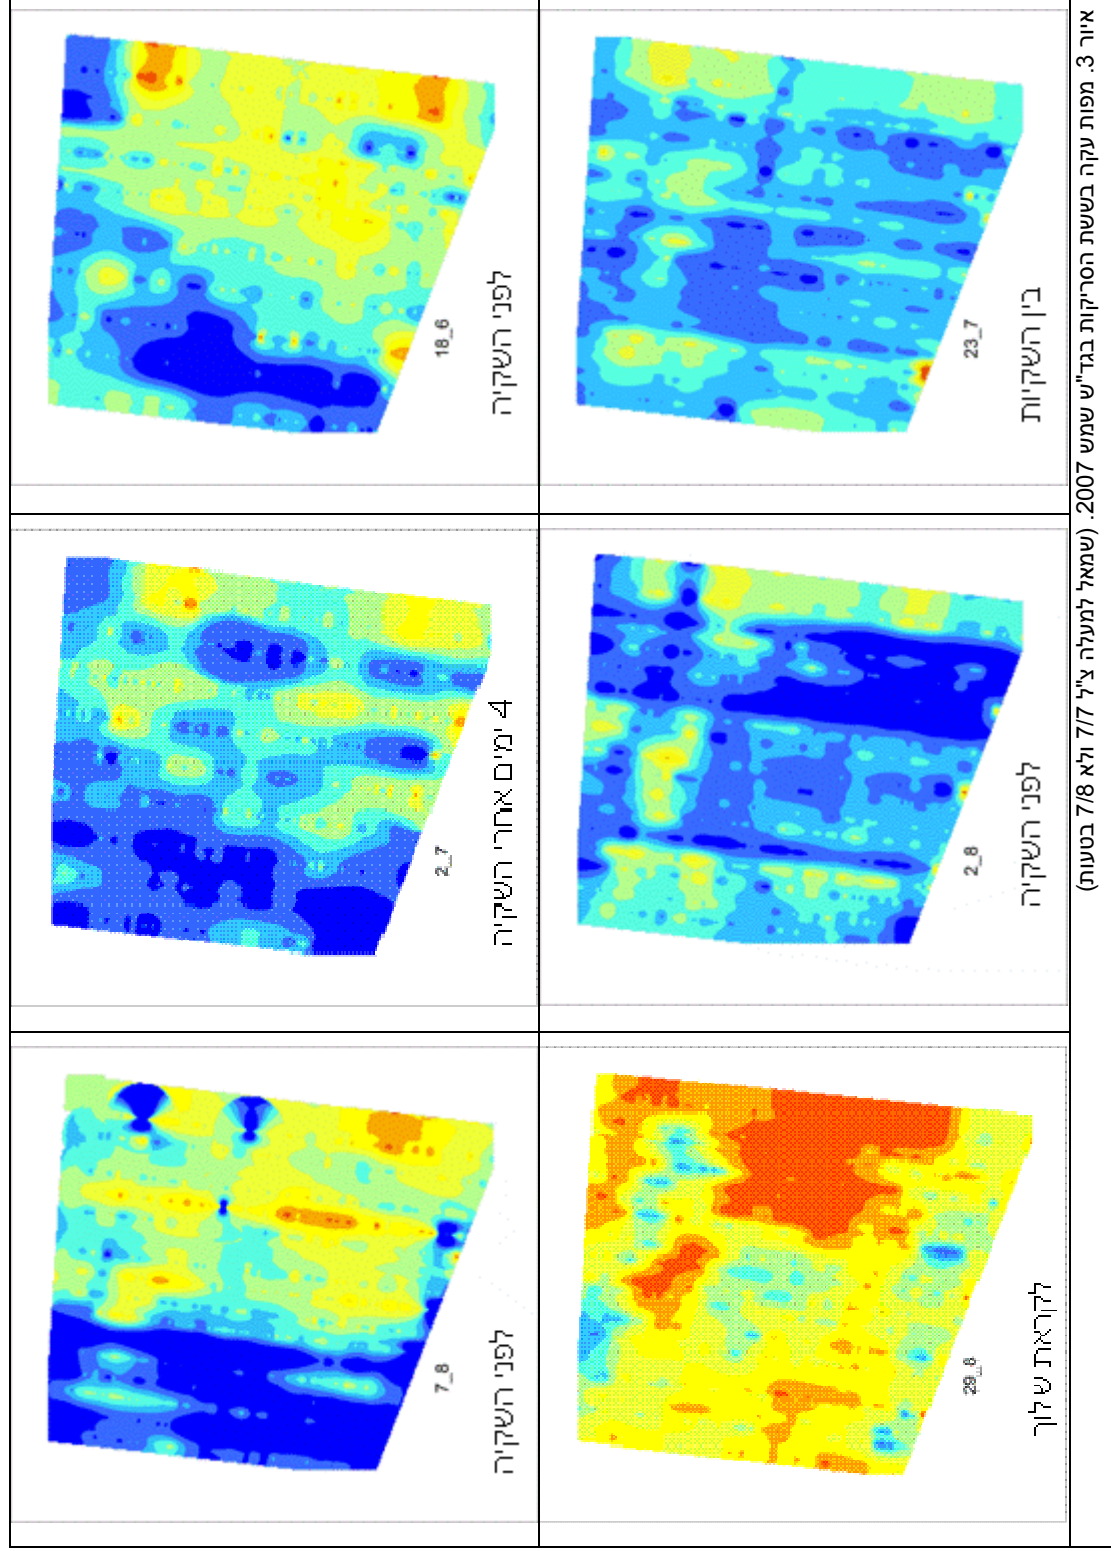 18_6
לפני השקיה
2_7
4 ימים אחרי השקיה
7_8
לפני השקיה
23_7
בין השקיות
2_8
לפני השקיה
29_8
לקראת שילוך
איור 3. מפות עקה בששת הסריקות בגד"ש שמש 2007. (שמאל למעלה צ"ל 7/7 ולא 7/8 בטעות)